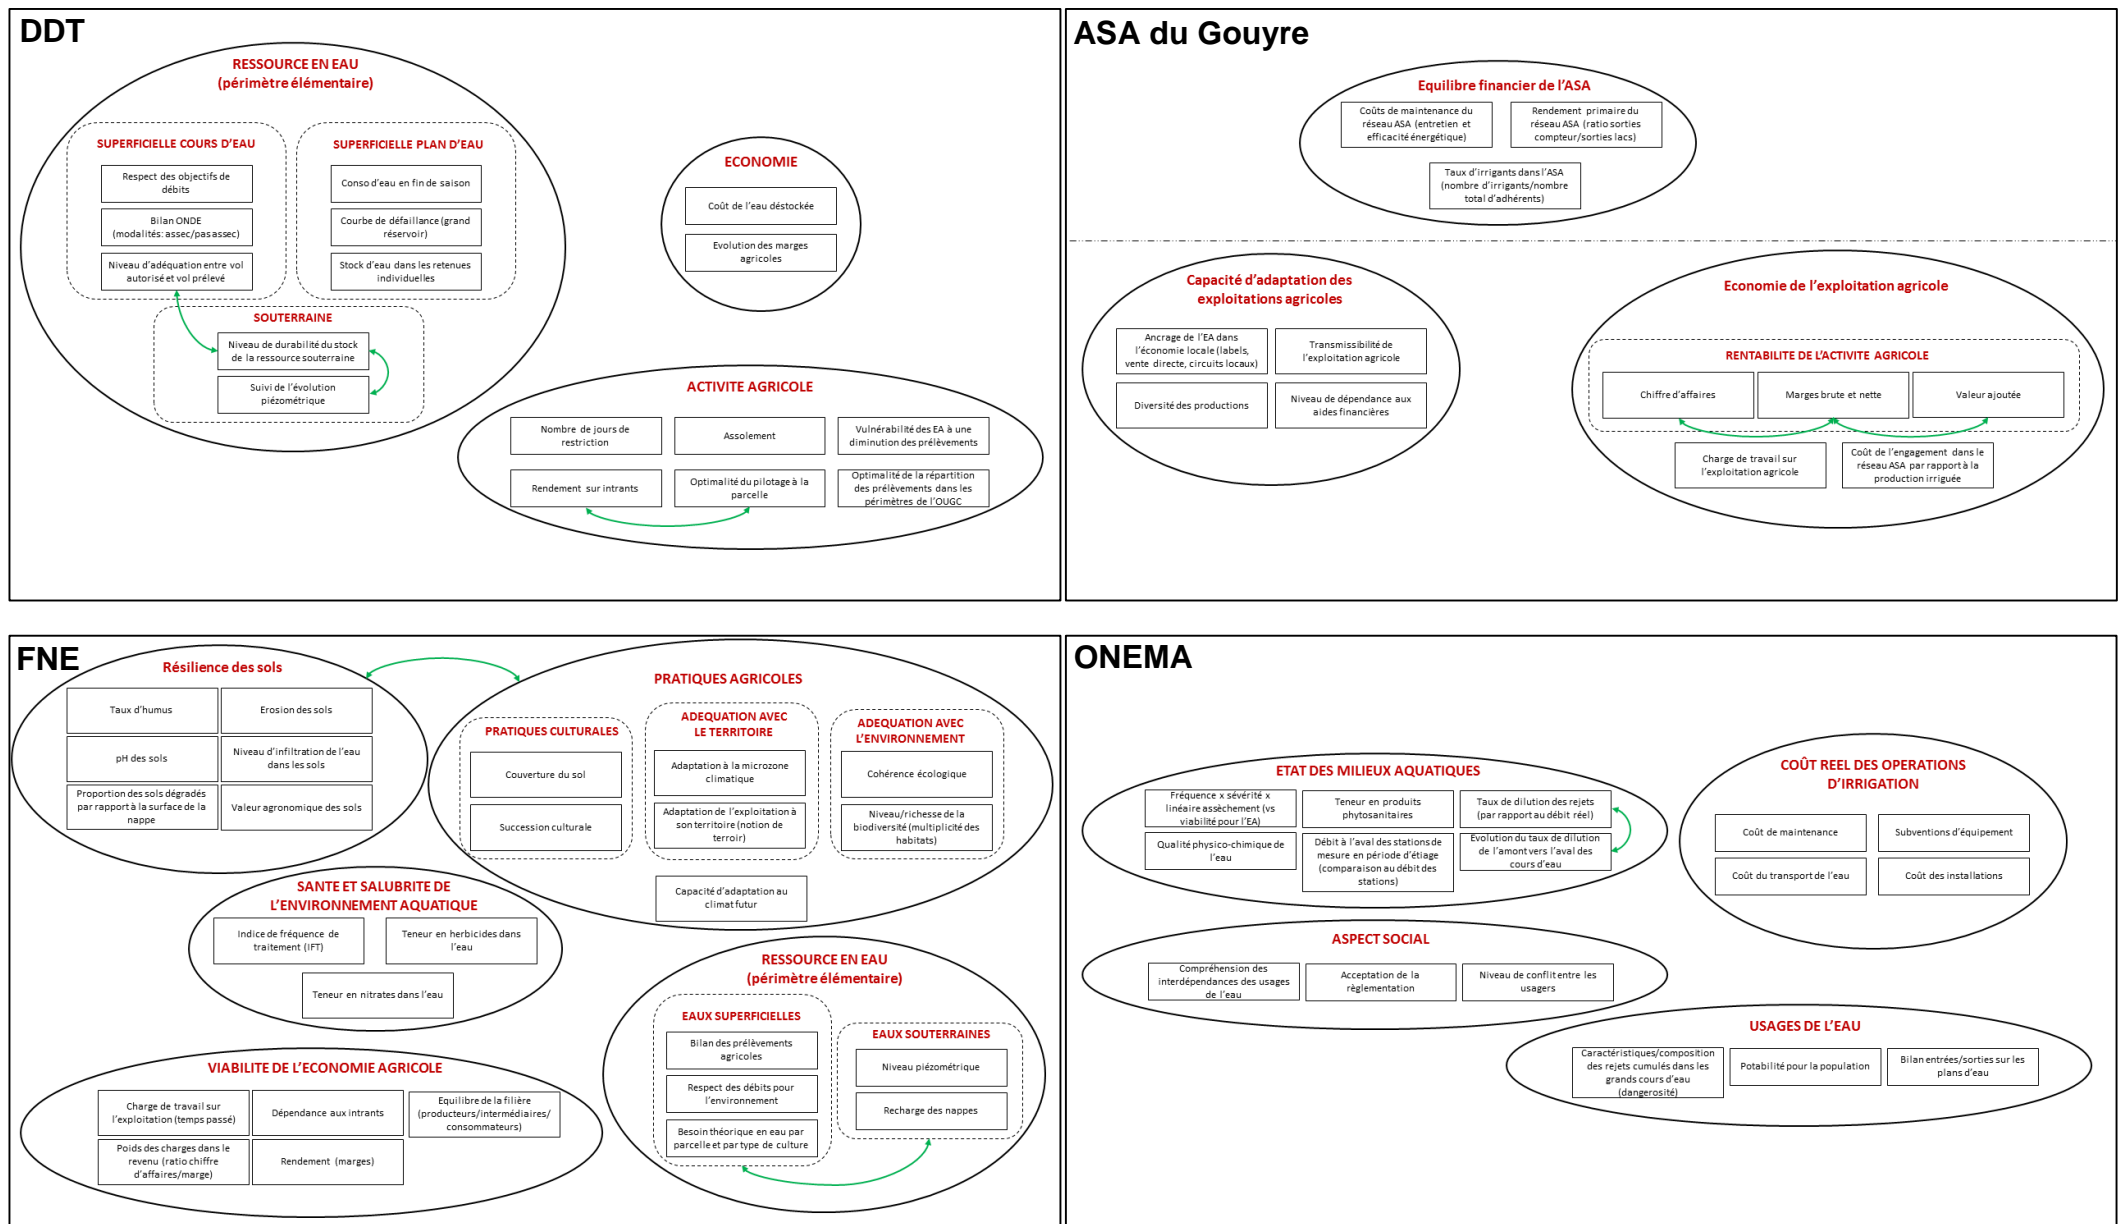 DDT
RESSOURCE EN EAU
(périmètre élémentaire)
SUPERFICIELLE COURS D'EAU
Respect des objectifs de
débits
Bilan ONDE
(modalités: assec/pas assec)
Niveau d'adéquation entre vol
autorisé et vol prélevé
SUPERFICIELLE PLAN D'EAU
Conso d'eau en fin de saison
Courbe de défaillance (grand
réservoir)
Stock d'eau dans les retenues
individuelles
SOUTERRAINE
Niveau de durabilité du stock
de la ressource souterraine
Suivi de l'évolution
piézométrique
ECONOMIE
Coût de l'eau déstockée
Evolution des marges
agricoles
ACTIVITE AGRICOLE
Nombre de jours de
restriction
Assolement
Vulnérabilité des EA à une
diminution des prélèvements
Rendement sur intrants
Optimalité du pilotage à la
parcelle
Optimalité de la répartition
des prélèvements dans les
périmètres de l'OUGC
ASA du Gouyre
Equilibre financier de l'ASA
Coûts de maintenance du
réseau ASA (entretien et
efficacité énergétique)
Rendement primaire du
réseau ASA (ratio sorties
compteur/sorties lacs)
Taux d'irrigants dans l'ASA
(nombre d'irrigants/nombre
total d'adhérents)
Capacité d'adaptation des
exploitations agricoles
Ancrage de l'EA dans
l'économie locale (labels,
vente directe, circuits locaux)
Transmissibilité de
l'exploitation agricole
Diversité des productions
Niveau de dépendance aux
aides financières
Economie de l'exploitation agricole
RENTABILITE DE L'ACTIVITE AGRICOLE
Chiffre d'affaires
Marges brute et nette
Valeur ajoutée
Charge de travail sur
l'exploitation agricole
Coût de l'engagement dans le
réseau ASA par rapport à la
production irriguée
FNE
Résilience des sols
Taux d'humus
Erosion des sols
pH des sols
Niveau d'infiltration de l'eau
dans les sols
Proportion des sols dégradés
par rapport à la surface de la
nappe
Valeur agronomique des sols
PRATIQUES AGRICOLES
PRATIQUES CULTURALES
Couverture du sol
Succession culturale
ADEQUATION AVEC
LE TERRITOIRE
Adaptation à la microzone
climatique
Adaptation de l'exploitation à
son territoire (notion de
terroir)
ADEQUATION AVEC
L'ENVIRONNEMENT
Cohérence écologique
Niveau/richesse de la
biodiversité (multiplicité des
habitats)
Capacité d'adaptation au
climat futur
SANTE ET SALUBRITE DE
L'ENVIRONNEMENT AQUATIQUE
Indice de fréquence de
traitement (IFT)
Teneur en herbicides dans
l'eau
Teneur en nitrates dans l'eau
RESSOURCE EN EAU
(périmètre élémentaire)
EAUX SUPERFICIELLES
Bilan des prélèvements
agricoles
Respect des débits pour
l'environnement
Besoin théorique en eau par
parcelle et par type de culture
EAUX SOUTERRAINES
Niveau piézométrique
Recharge des nappes
VIABILITE DE L'ECONOMIE AGRICOLE
Charge de travail sur
l'exploitation (temps passé)
Dépendance aux intrants
Equilibre de la filière
(producteurs/intermédiaires/
consommateurs)
Poids des charges dans le
revenu (ratio chiffre
d'affaires/marge)
Rendement (marges)
ONEMA
ETAT DES MILIEUX AQUATIQUES
Fréquence x sévérité x
linéaire assèchement (vs
viabilité pour l'EA)
Teneur en produits
phytosanitaires
Taux de dilution des rejets
(par rapport au débit réel)
Qualité physico-chimique de
l'eau
Débit à l'aval des stations de
mesure en période d'étiage
(comparaison au débit des
stations)
Evolution du taux de dilution
de l'amont vers l'aval des
cours d'eau
COÛT REEL DES OPERATIONS
D'IRRIGATION
Coût de maintenance
Subventions d'équipement
Coût du transport de l'eau
Coût des installations
ASPECT SOCIAL
Compréhension des
interdépendances des usages
de l'eau
Acceptation de la
règlementation
Niveau de conflit entre les
usagers
USAGES DE L'EAU
Caractéristiques/composition
des rejets cumulés dans les
grands cours d'eau
(dangerosité)
Potabilité pour la population
Bilan entrées/sorties sur les
plans d'eau